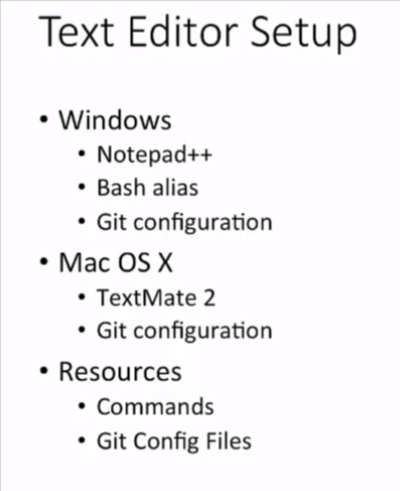 Text Editor Setup
• Windows
• Notepad++
• Bash alias
• Git configuration
• Mac OS X
• TextMate 2
• Git configuration
• Resources
• Commands
• Git Config Files